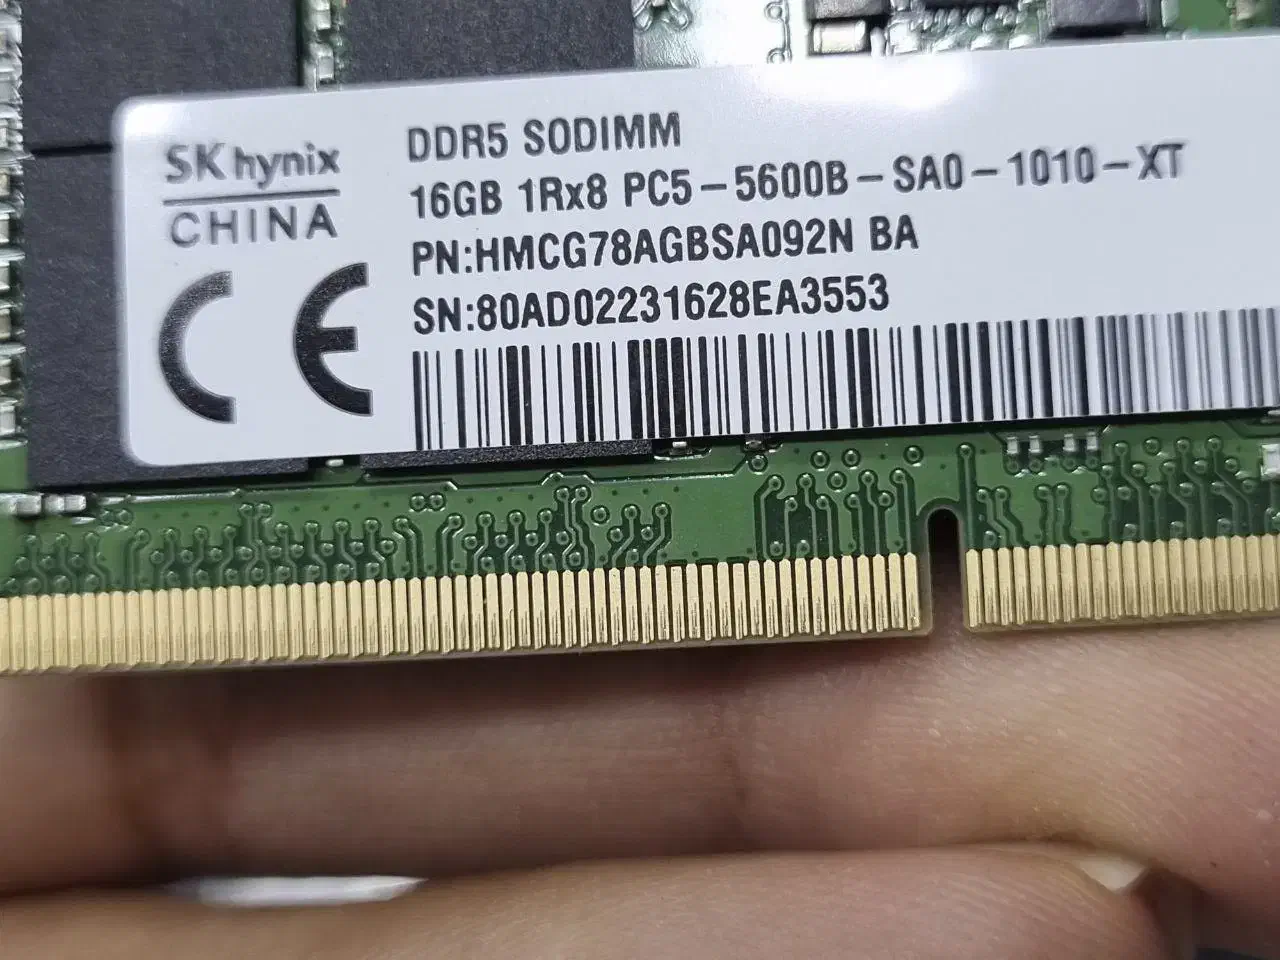 SK hynix
CHINA
CE
DDR5 SODIMM
16GB 1Rx8 PC5-5600B-SA0-1010-XT
PN:HMCG78AGBSA092N BA
SN:80AD02231628EA3553